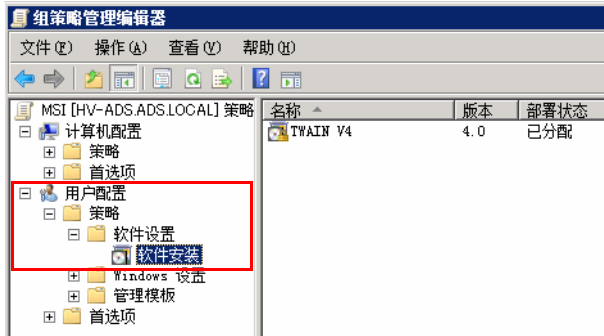 组策略管理编辑器
文件(F) 操作(A) 查看(V) 帮助(H)
MSI [HV-ADS.ADS.LOCAL] 策略
计算机配置
策略
首选项
用户配置
策略
软件设置
软件安装
Windows 设置
管理模板
首选项
名称 版本 部署状态
TWAIN V4 4.0 已分配